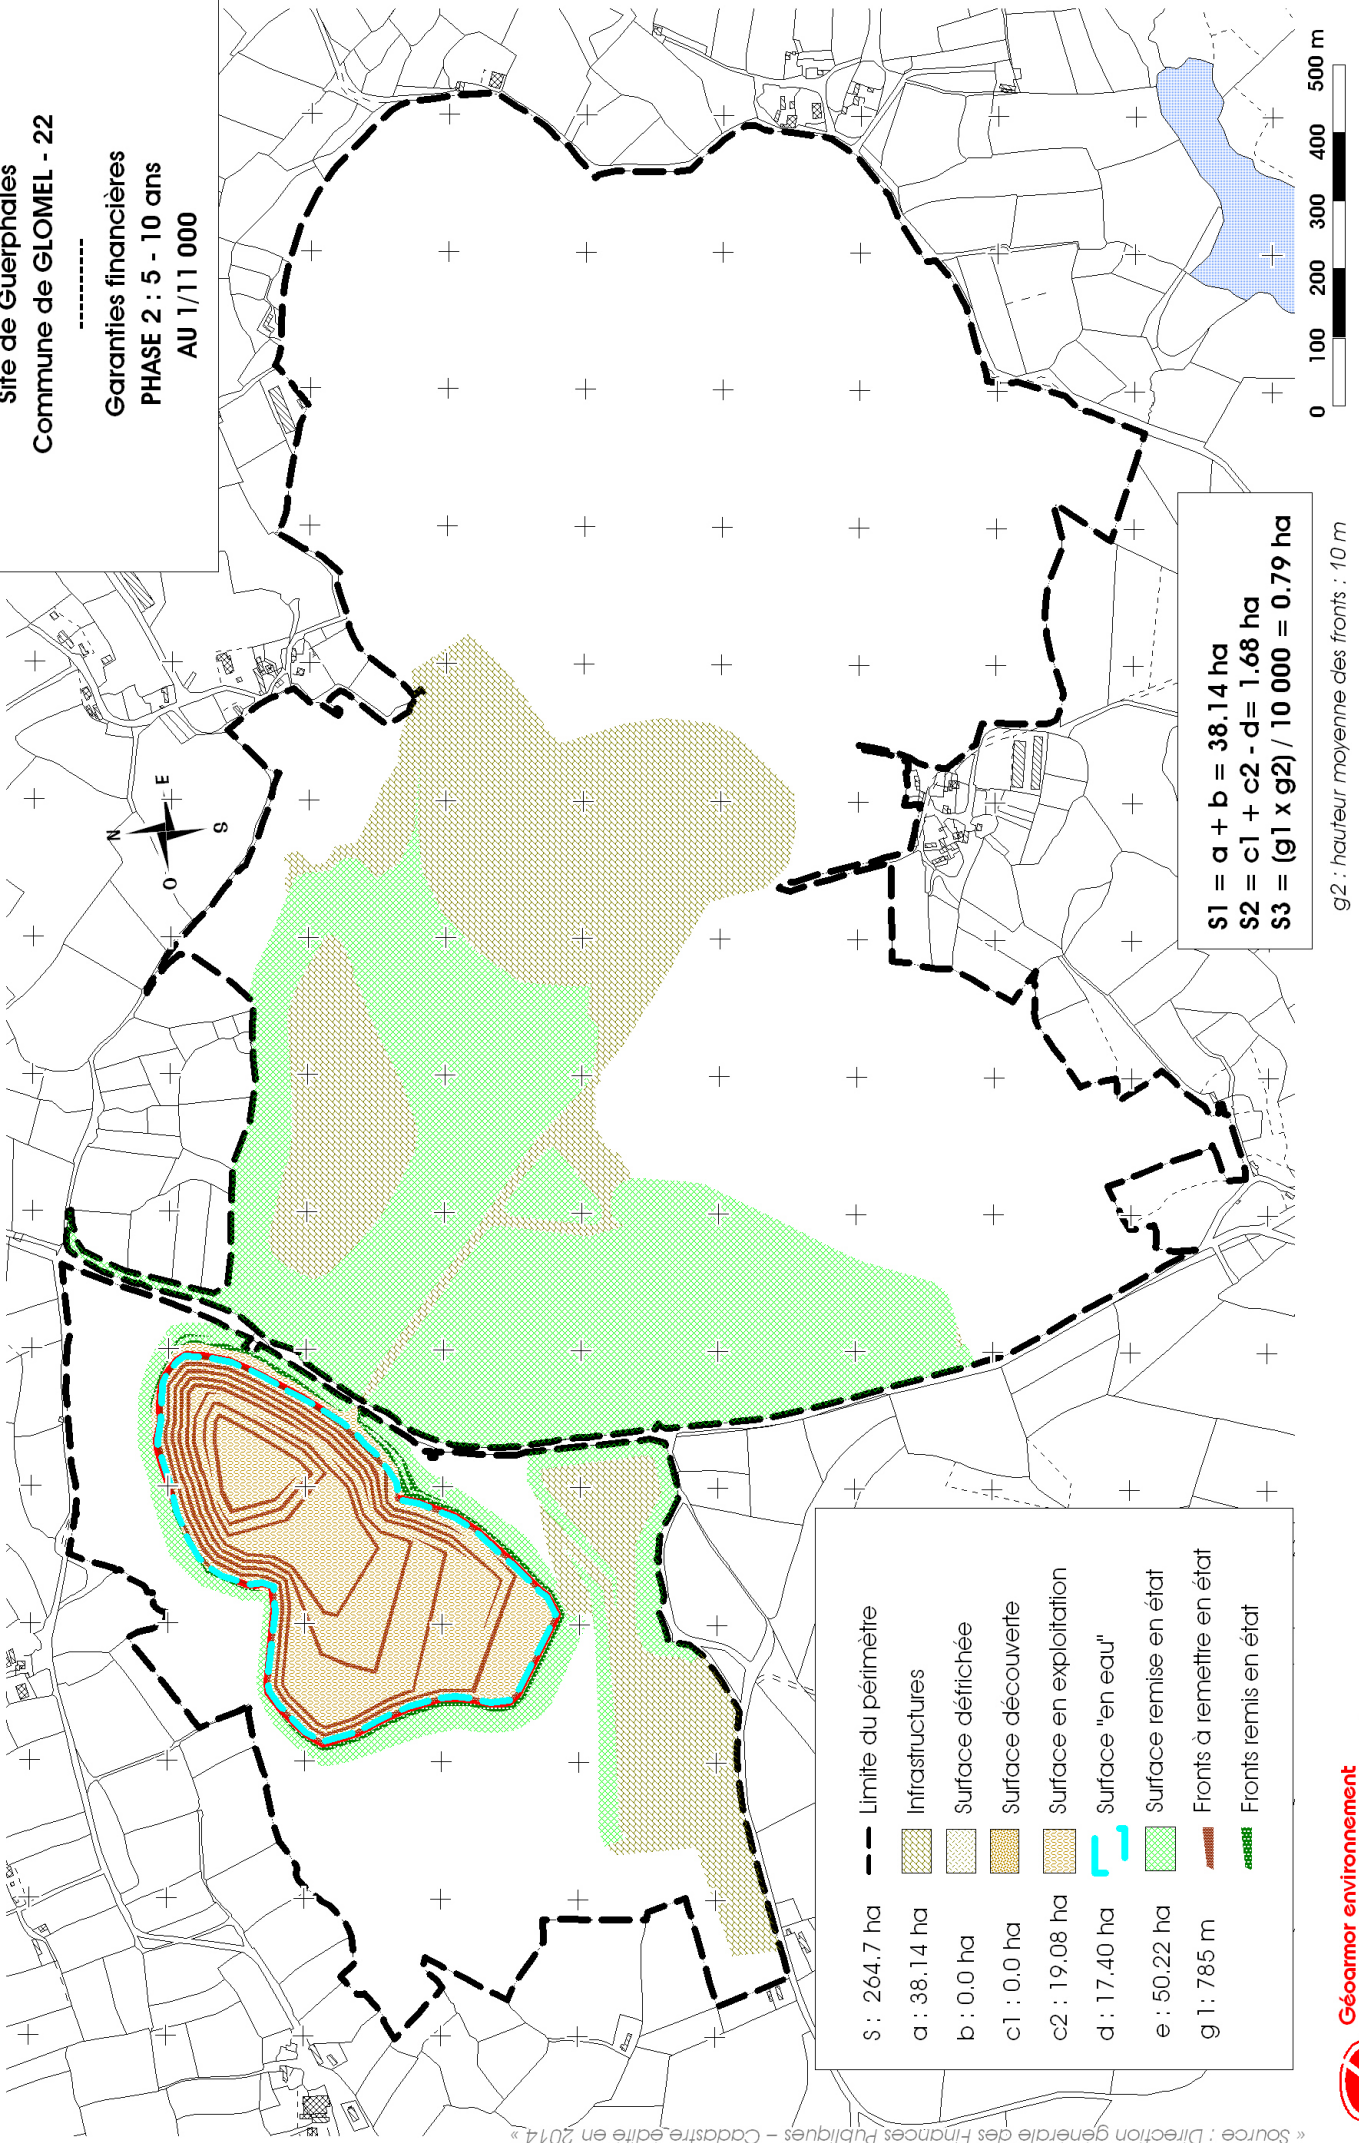 Site de Guerphales
Commune de GLOMEL - 22
----------
Garanties financières
PHASE 2 : 5 - 10 ans
AU 1/11 000
N
E
S
O
S : 264.7 ha Limite du périmètre
a : 38.14 ha Infrastructures
b : 0.0 ha Surface défrichée
c1 : 0.0 ha Surface découverte
c2 : 19.08 ha Surface en exploitation
d : 17.40 ha Surface "en eau"
e : 50.22 ha Surface remise en état
g1: 785 m Fronts à remettre en état
Fronts remis en état
S1 = a + b = 38.14 ha
S2 = c1 + c2 - d= 1.68 ha
S3 = (g1 x g2) / 10 000 = 0.79 ha
g2 : hauteur moyenne des fronts : 10 m
0 100 200 300 400 500 m
Géoarmor environnement
« Source : Direction générale des Finances Publiques – Cadastre édité en 2014 »